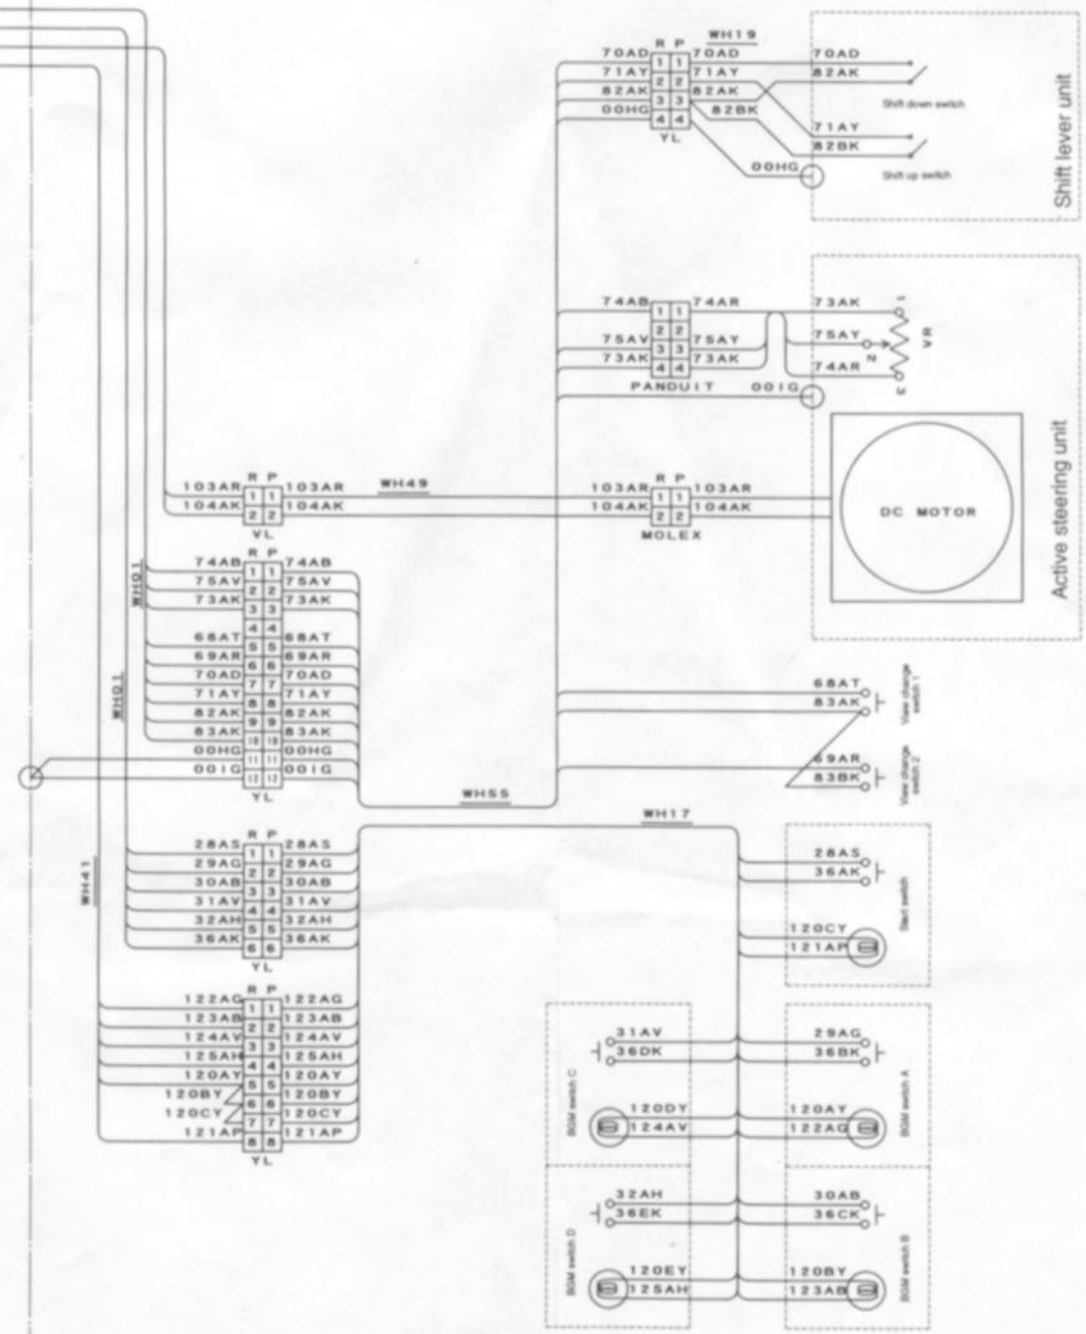 WH19
R P
70AD 1 1 70AD 70AD
71AY 2 2 71AY 82AK
82AK 3 3 82AK
00HG 4 4 82BK
YL
Shift down switch
71AY
82BK
00HG
Shift up switch
Shift lever unit
74AB 1 1 74AR 73AK
2 2
75AV 3 3 75AY 75AY
73AK 4 4 73AK 74AR
PANDUIT 00IG
1
N
VR
DC MOTOR
Active steering unit
R P
103AR 1 1 103AR
104AK 2 2 104AK
VL
WH49
R P
103AR 1 1 103AR
104AK 2 2 104AK
MOLEX
R P
74AB 1 1 74AB
75AV 2 2 75AV
73AK 3 3 73AK
4 4
68AT 5 5 68AT
69AR 6 6 69AR
70AD 7 7 70AD
71AY 8 8 71AY
82AK 9 9 82AK
83AK 10 10 83AK
00HG 11 11 00HG
00IG 12 12 00IG
YL
WH01
WH01
WH41
WH55
68AT
83AK
View change switch 1
69AR
83BK
View change switch 2
WH17
R P
28AS 1 1 28AS
29AG 2 2 29AG
30AB 3 3 30AB
31AV 4 4 31AV
32AH 5 5 32AH
36AK 6 6 36AK
YL
28AS
36AK
120CY
121AP
Start switch
R P
122AG 1 1 122AG
123AB 2 2 123AB
124AV 3 3 124AV
125AH 4 4 125AH
120AY 5 5 120AY
120BY 6 6 120BY
120CY 7 7 120CY
121AP 8 8 121AP
YL
31AV
36DK
120DY
124AV
BGM switch C
29AG
36BK
120AY
122AG
BGM switch A
32AH
36EK
120EY
125AH
BGM switch D
30AB
36CK
120BY
123AB
BGM switch B